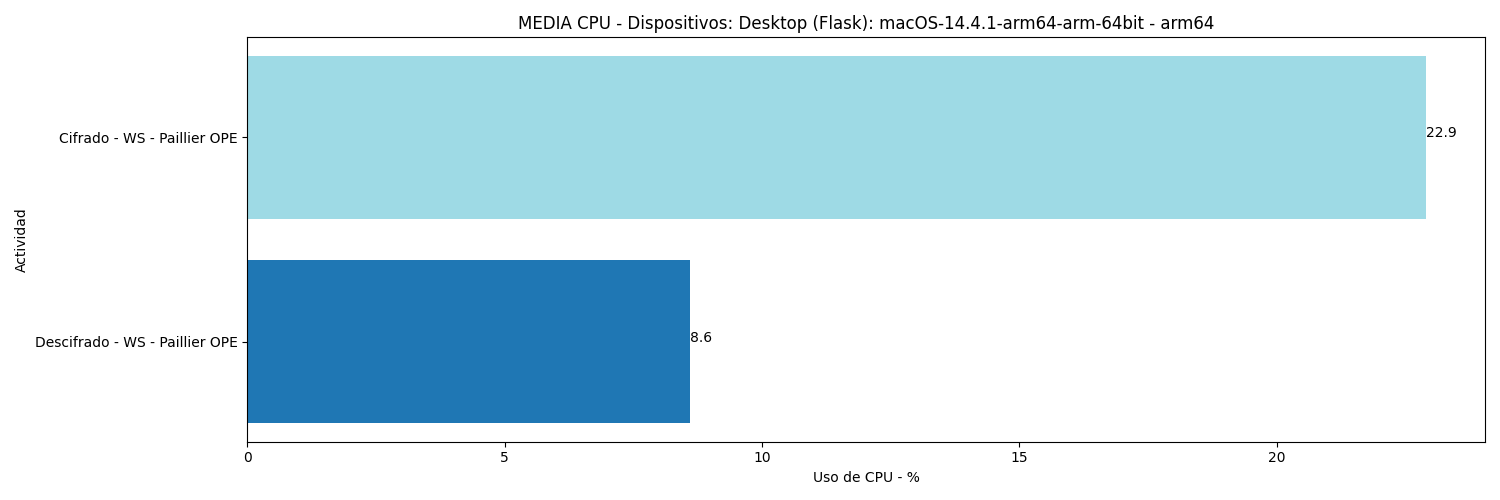 MEDIA CPU - Dispositivos: Desktop (Flask): macOS-14.4.1-arm64-arm-64bit - arm64
Cifrado - WS - Paillier OPE
22.9
Actividad
Descifrado - WS - Paillier OPE
8.6
0 5 10 15 20
Uso de CPU - %